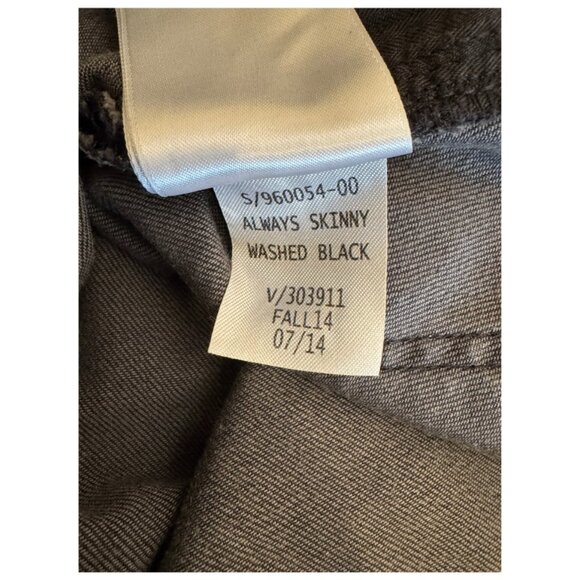 S/960054-00
ALWAYS SKINNY
WASHED BLACK
V/303911
FALL14
07/14